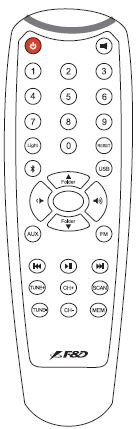 1 2 3
4 5 6
7 8 9
Light 0 RESET
USB
Folder
Folder
AUX FM
TUNE+ CH+ SCAN
TUNE- CH- MEM
F&D